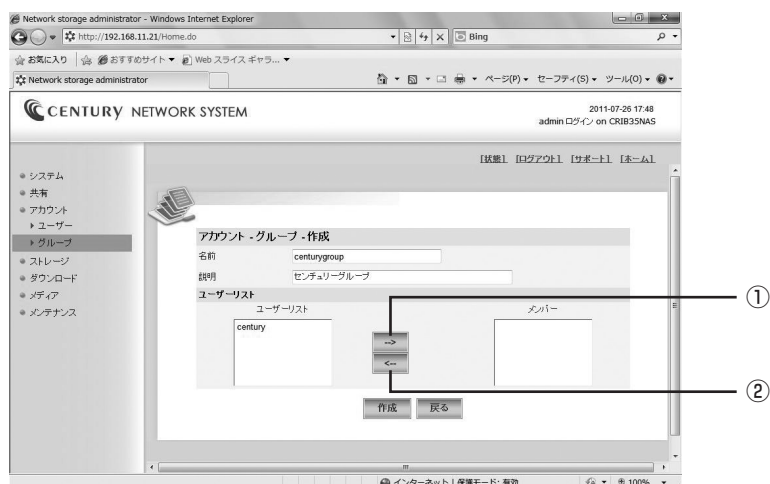 Network storage administrator - Windows Internet Explorer
http://192.168.11.21/Home.do
Bing
お気に入り おすすめサイト Web スライス ギャラ...
Network storage administrator
ページ(P) セーフティ(S) ツール(O)
CENTURY NETWORK SYSTEM
2011-07-26 17:48
admin ログイン on CRIB35NAS
[状態] [ログアウト] [サポート] [ホーム]
システム
共有
アカウント
ユーザー
グループ
ストレージ
ダウンロード
メディア
メンテナンス
アカウント - グループ - 作成
名前 centurygroup
説明 センチュリーグループ
ユーザーリスト
ユーザーリスト メンバー
century
-->
<--
作成 戻る
①
②
インターネット | 保護モード: 有効 100%